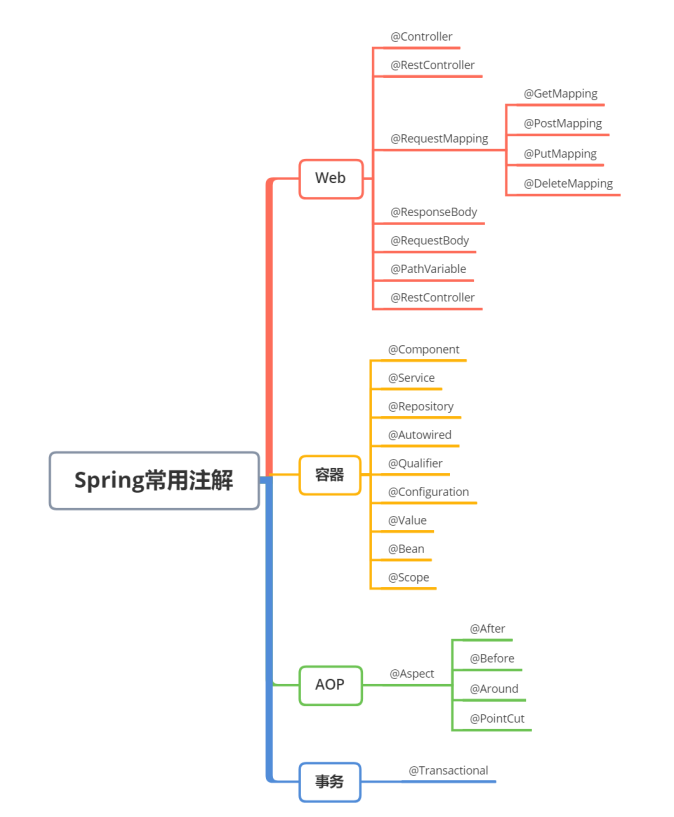 @Controller
@RestController
@GetMapping
@PostMapping
@RequestMapping
@PutMapping
@DeleteMapping
Web
@ResponseBody
@RequestBody
@PathVariable
@RestController
@Component
@Service
@Repository
@Autowired
@Qualifier
容器
Spring常用注解
@Configuration
@Value
@Bean
@Scope
@After
@Before
AOP
@Aspect
@Around
@PointCut
事务
@Transactional